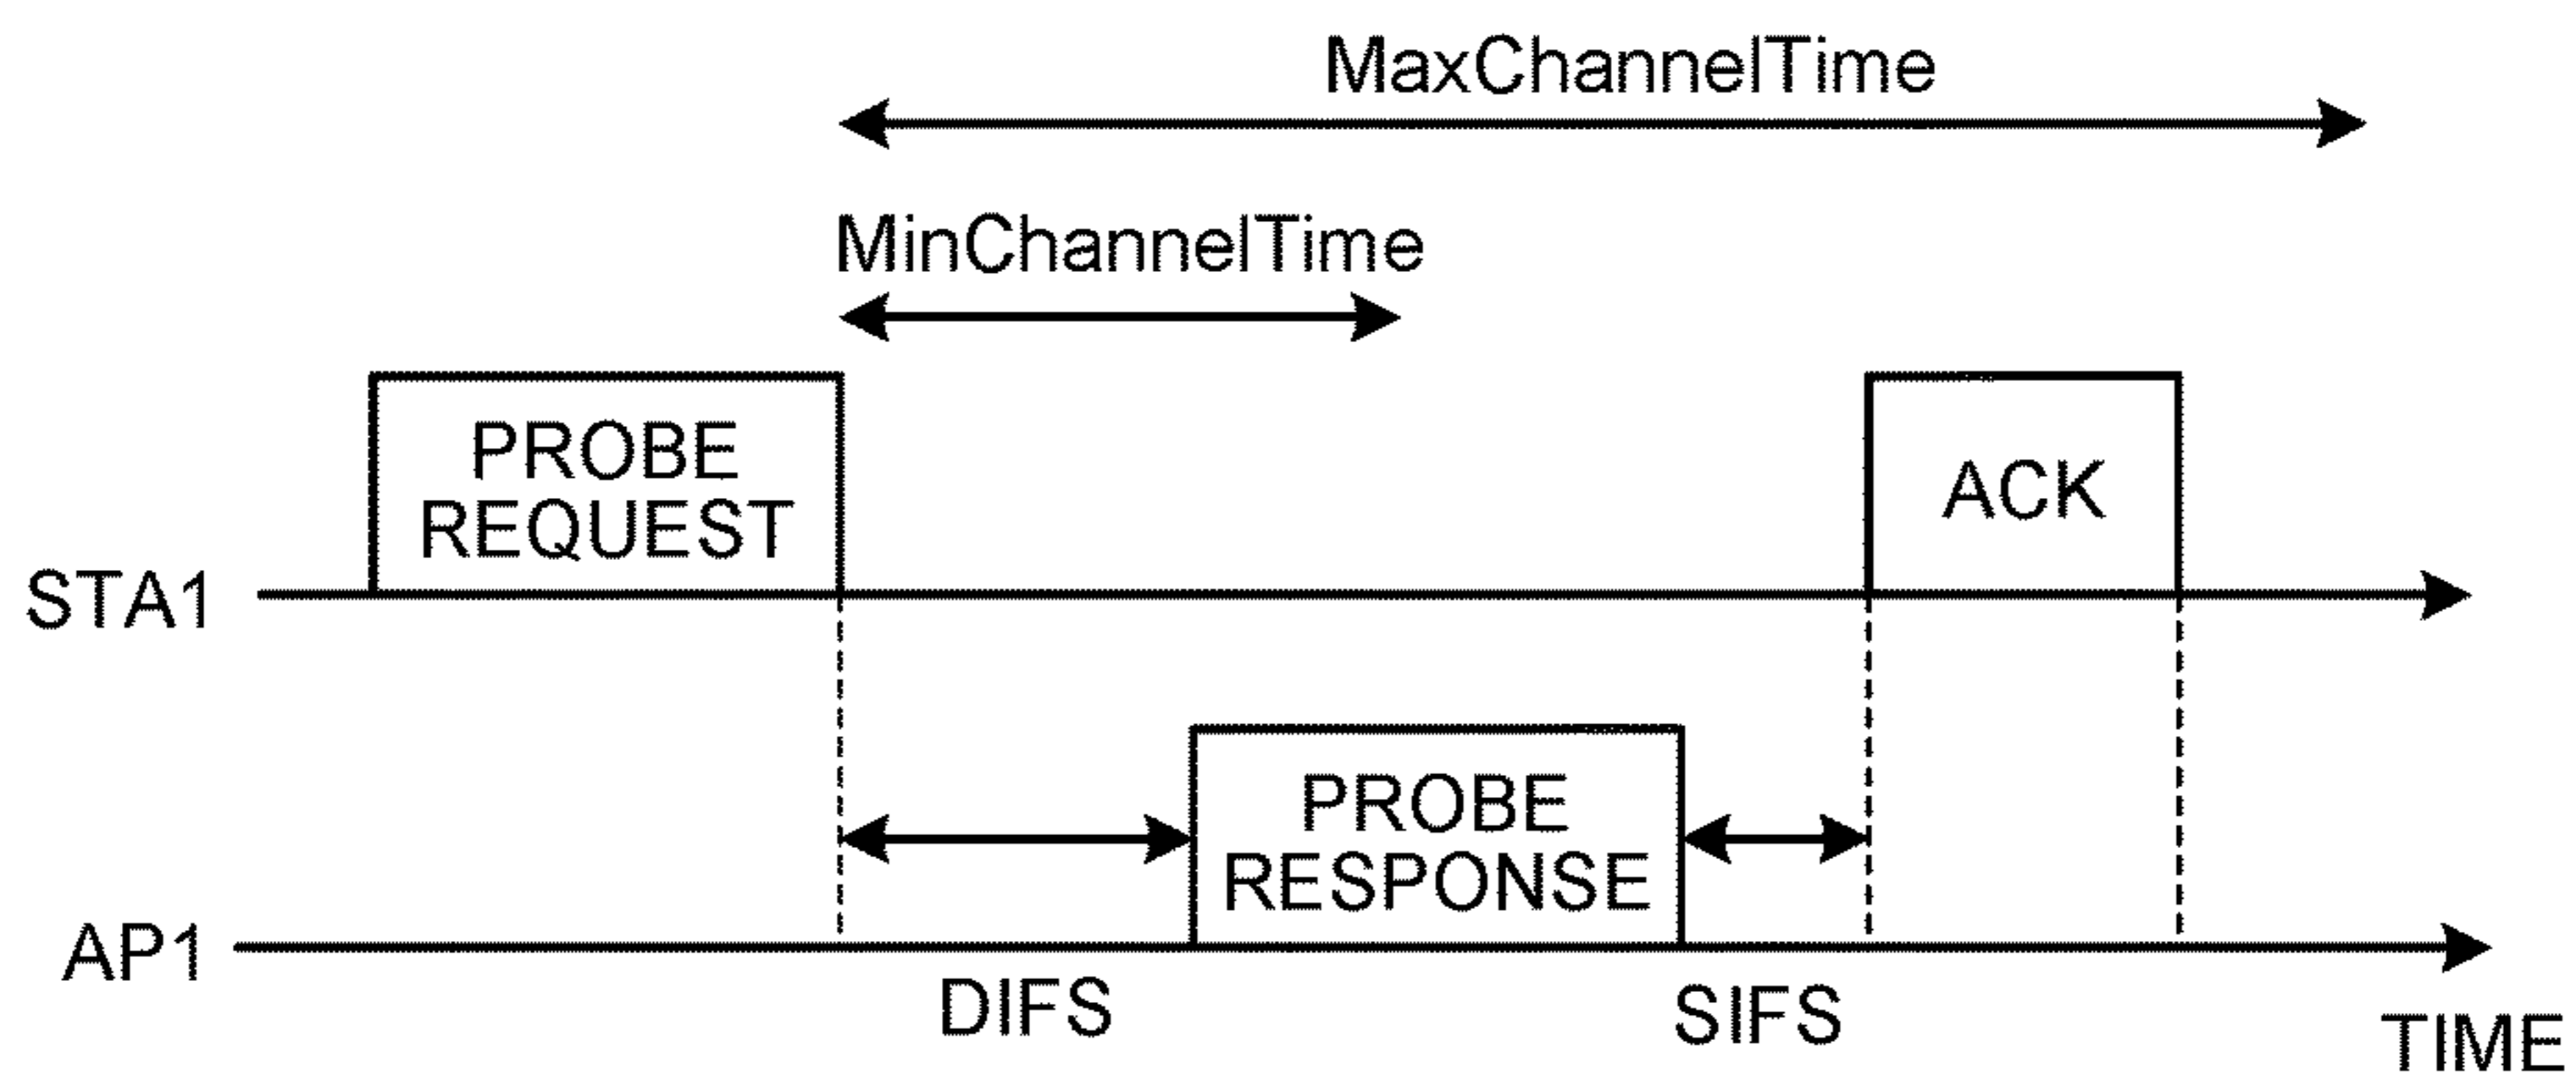 MaxChannelTime
MinChannelTime
PROBE
REQUEST
ACK
STA1
PROBE
RESPONSE
AP1
DIFS
SIFS
TIME